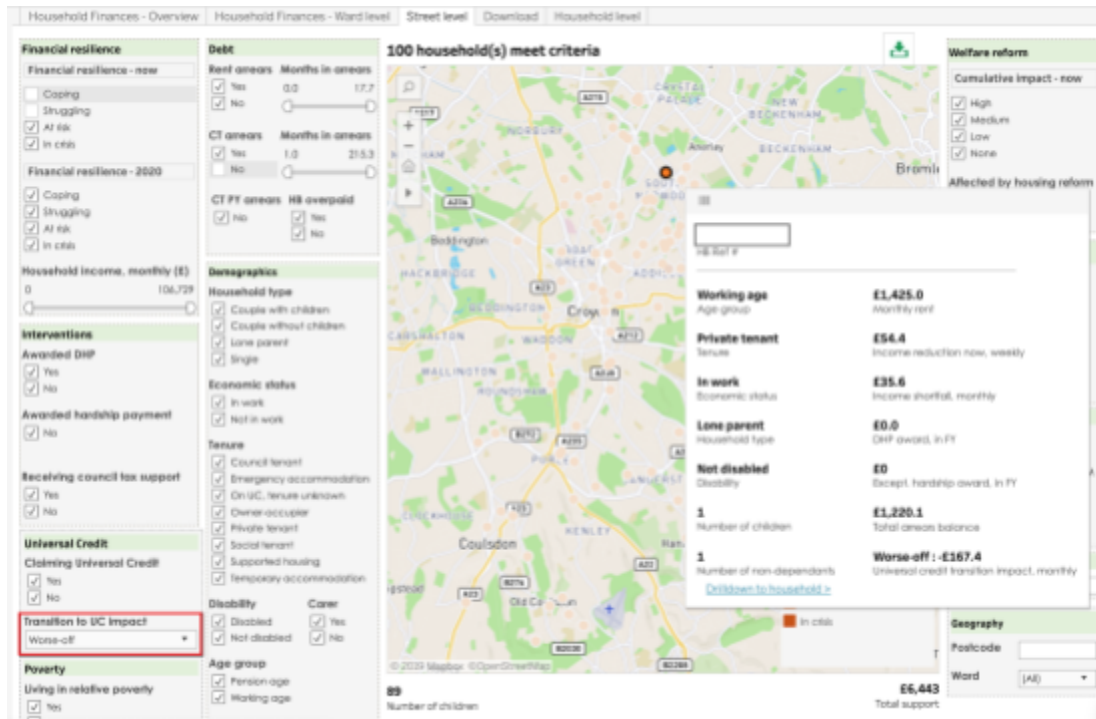 Household Finances - Overview
Household Finances - Ward level
Street level
Download
Household level
Financial resilience
Financial resilience - now
Coping
Struggling
At risk
In crisis
Financial resilience - 2020
Coping
Struggling
At risk
In crisis
Household income, monthly (£)
0 106,729
Interventions
Awarded DHP
Yes
No
Awarded hardship payment
No
Receiving council tax support
Yes
No
Universal Credit
Claiming Universal Credit
Yes
No
Transition to UC Impact
Worse-off
Poverty
Living in relative poverty
Yes
Debt
Rent arrears Months in arrears
Yes 0.0 17.7
No
CT arrears Months in arrears
Yes 1.0 215.3
No
CT PY arrears HB overpaid
No Yes
No
Demographics
Household type
Couple with children
Couple without children
Lone parent
Single
Economic status
In work
Not in work
Tenure
Council tenant
Emergency accommodation
On UC, tenure unknown
Owner-occupier
Private tenant
Social tenant
Supported housing
Temporary accommodation
Disability Carer
Disabled Yes
Not disabled No
Age group
Pension age
Working age
100 household(s) meet criteria
CRYSTAL PALACE
A215
NEW BECKENHAM
NORBURY
Anerley
BECKENHAM
Beddington
HACKBRIDGE
WADDINGTON
A23
CARSHALTON
WADDON
A212
WALLINGTON
ROUNDSHAW
A235
KENLEY
Coulsdon
A22
A23
Old Co
B2030
© 2039 Mapbox ©OpenStreetMap
89
Number of children
£6,443
Total support
HB Ref #
Working age
Age group
£1,425.0
Monthly rent
Private tenant
Tenure
£54.4
Income reduction now, weekly
In work
Economic status
£35.6
Income shortfall, monthly
Lone parent
Household type
£0.0
DHP award, in FY
Not disabled
Disability
£0
Except. hardship award, in FY
1
Number of children
£1,220.1
Total arrears balance
1
Number of non-dependants
Worse-off : -£167.4
Universal credit transition impact, monthly
Drilldown to household >
In crisis
Welfare reform
Cumulative impact - now
High
Medium
Low
None
Affected by housing reform
Geography
Postcode
Ward (All)